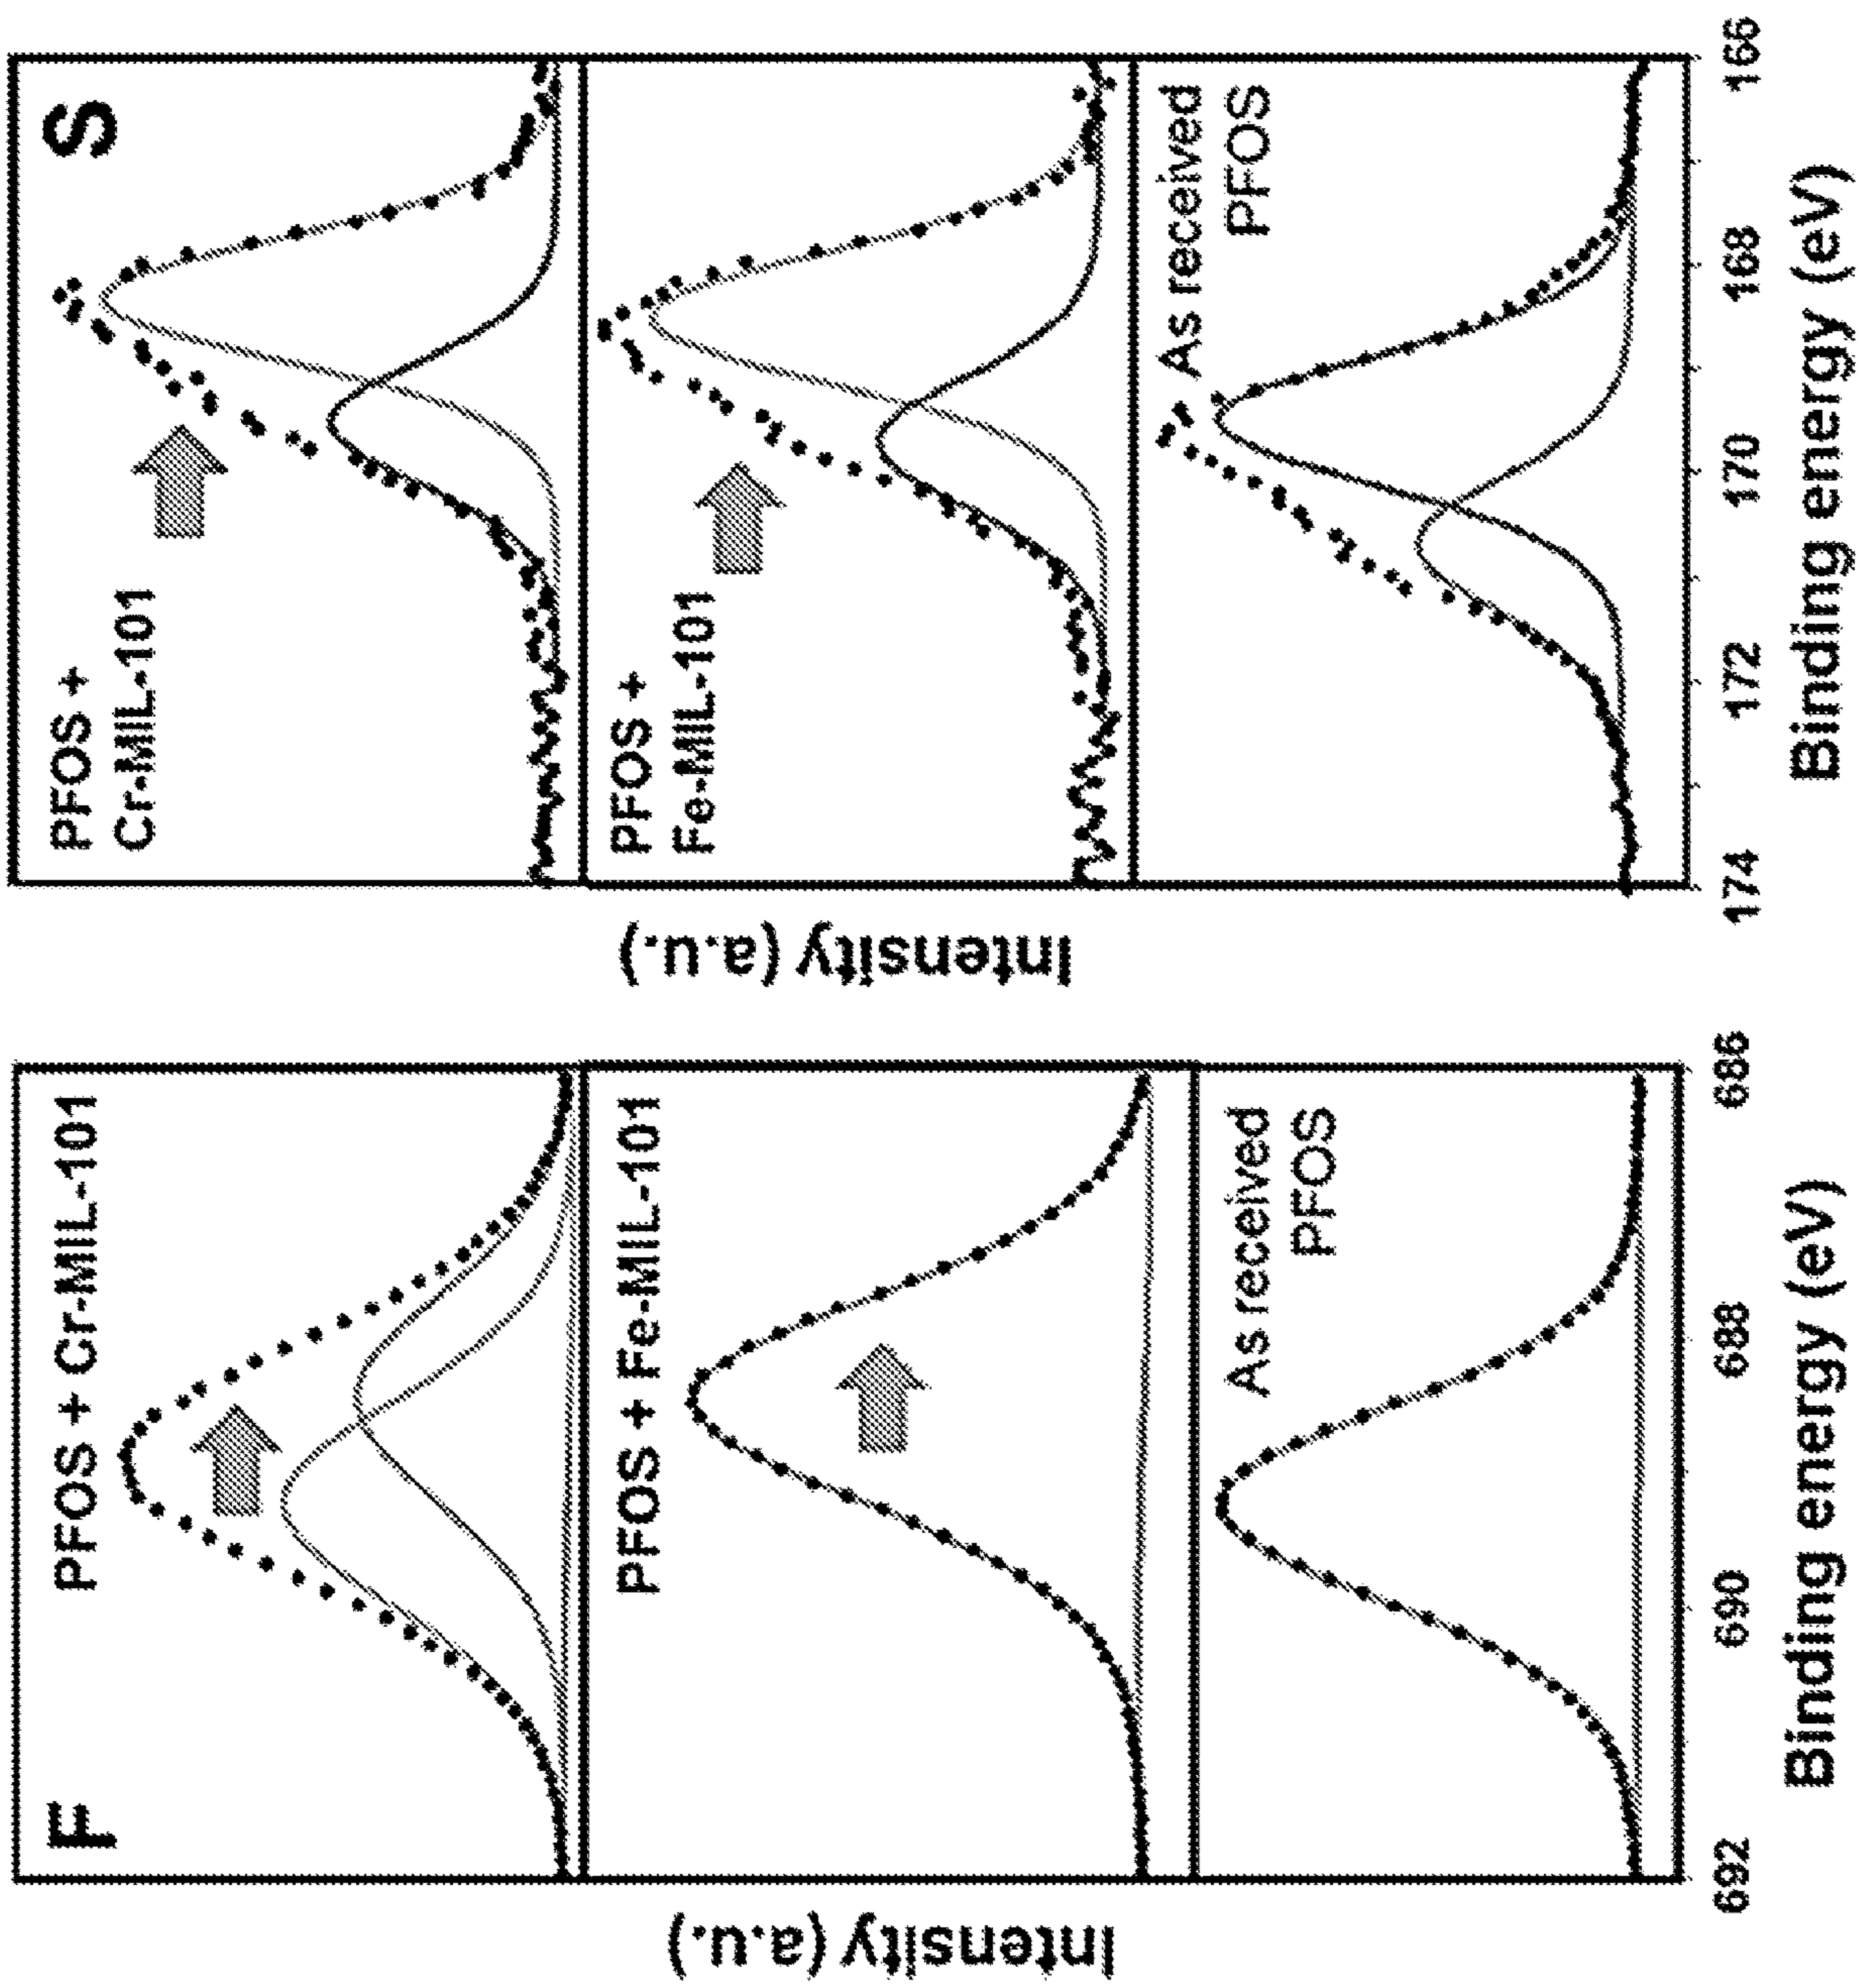 F
PFOS + Cr-MIL-101
PFOS + Fe-MIL-101
As received
PFOS
Intensity (a.u.)
692 690 688 686
Binding energy (eV)
S
PFOS +
Cr-MIL-101
PFOS +
Fe-MIL-101
As received
PFOS
Intensity (a.u.)
174 172 170 168 166
Binding energy (eV)